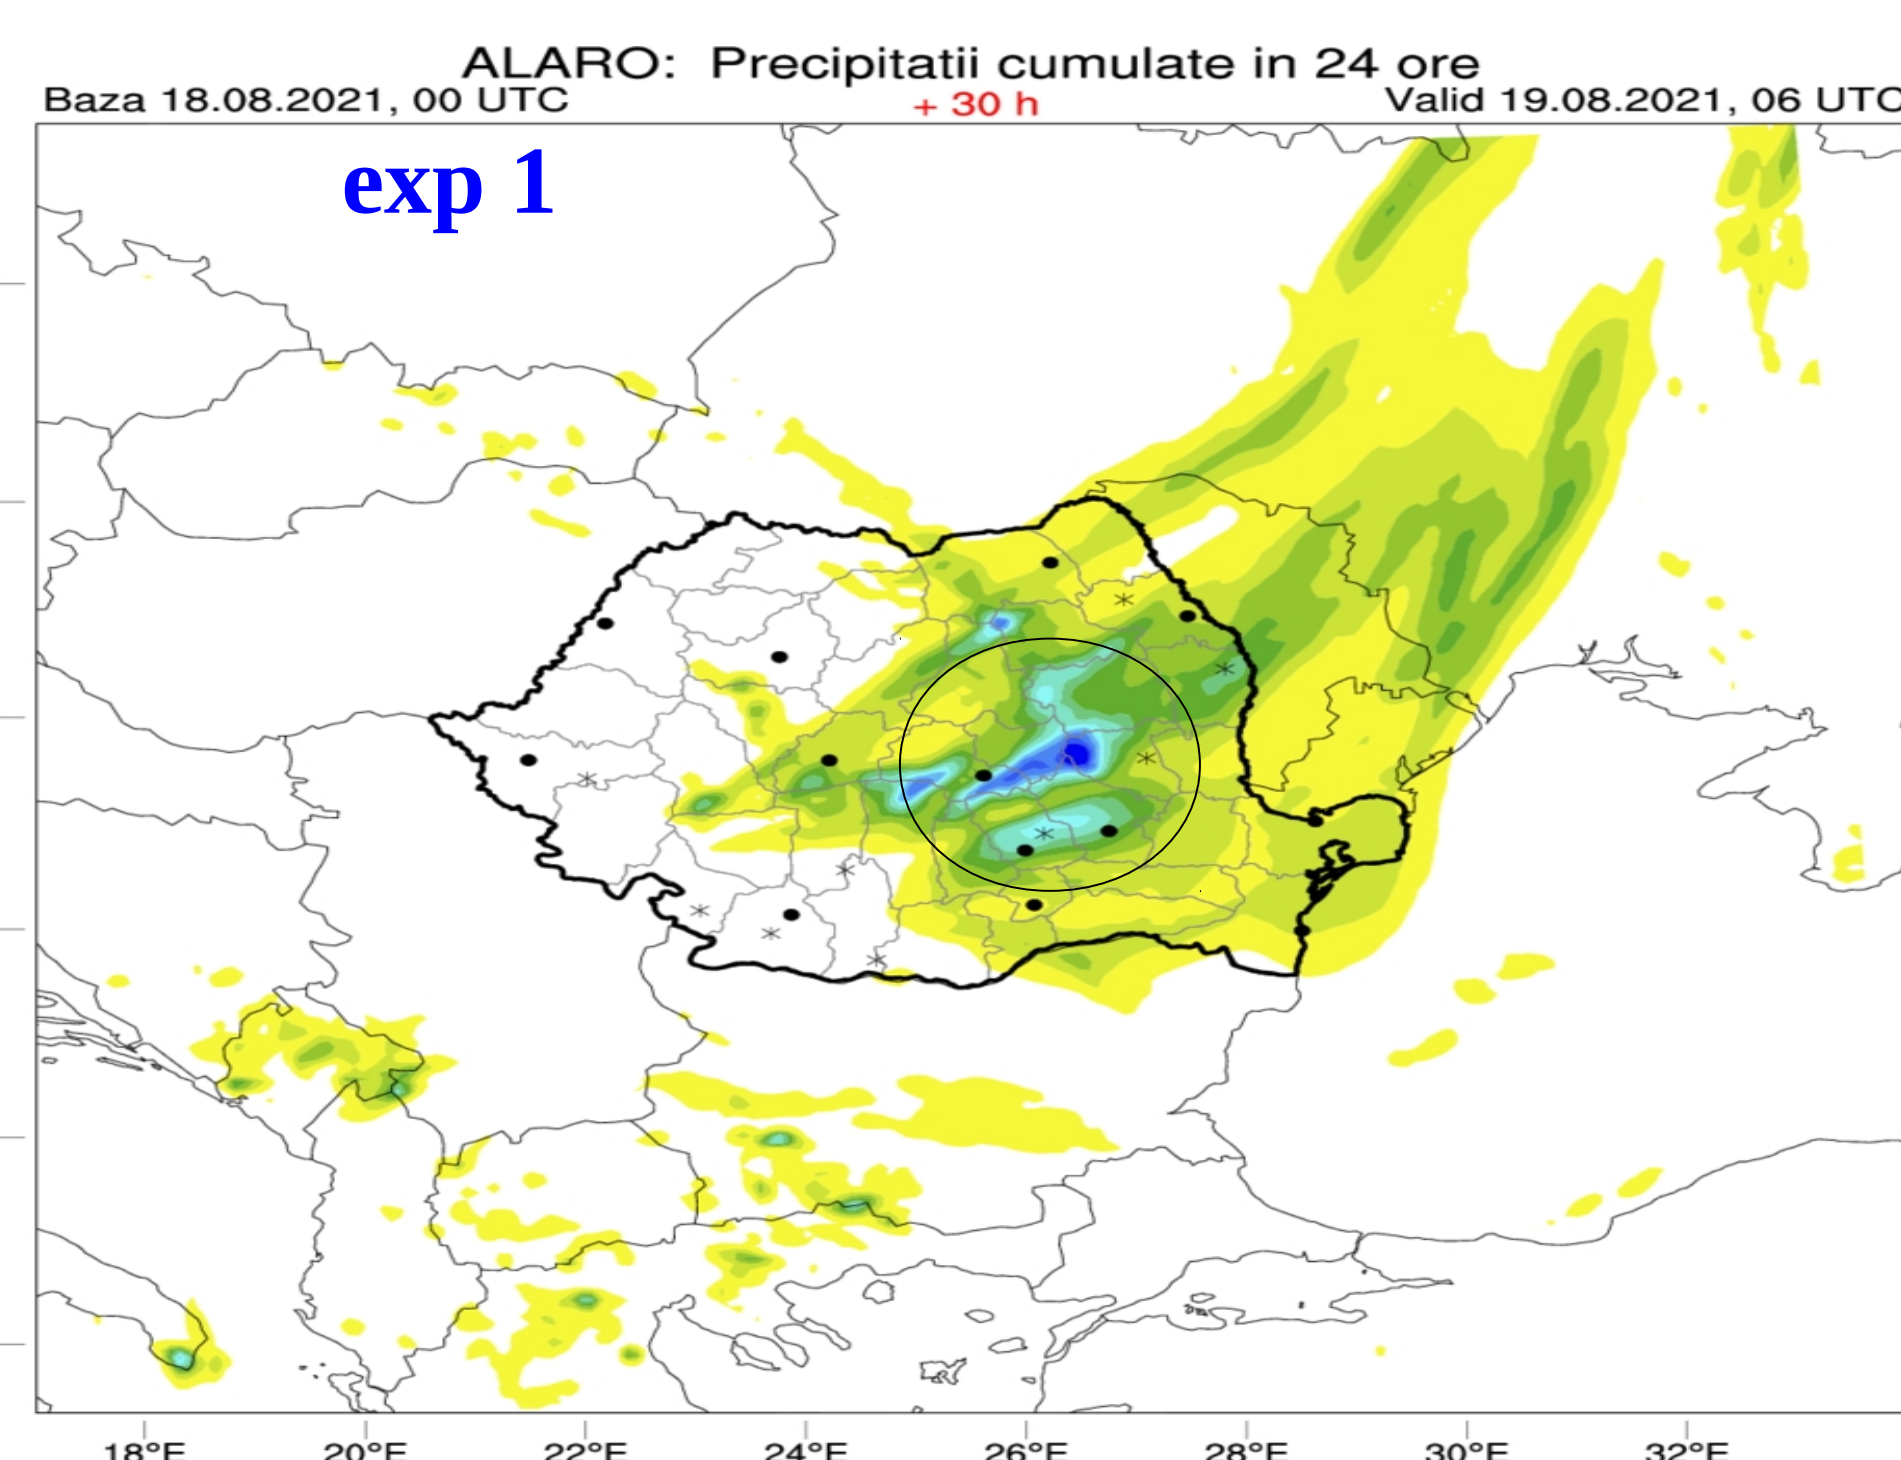 ALARO: Precipitatii cumulate in 24 ore
Baza 18.08.2021, 00 UTC + 30 h Valid 19.08.2021, 06 UTC
exp 1
18°E 20°E 22°E 24°E 26°E 28°E 30°E 32°E